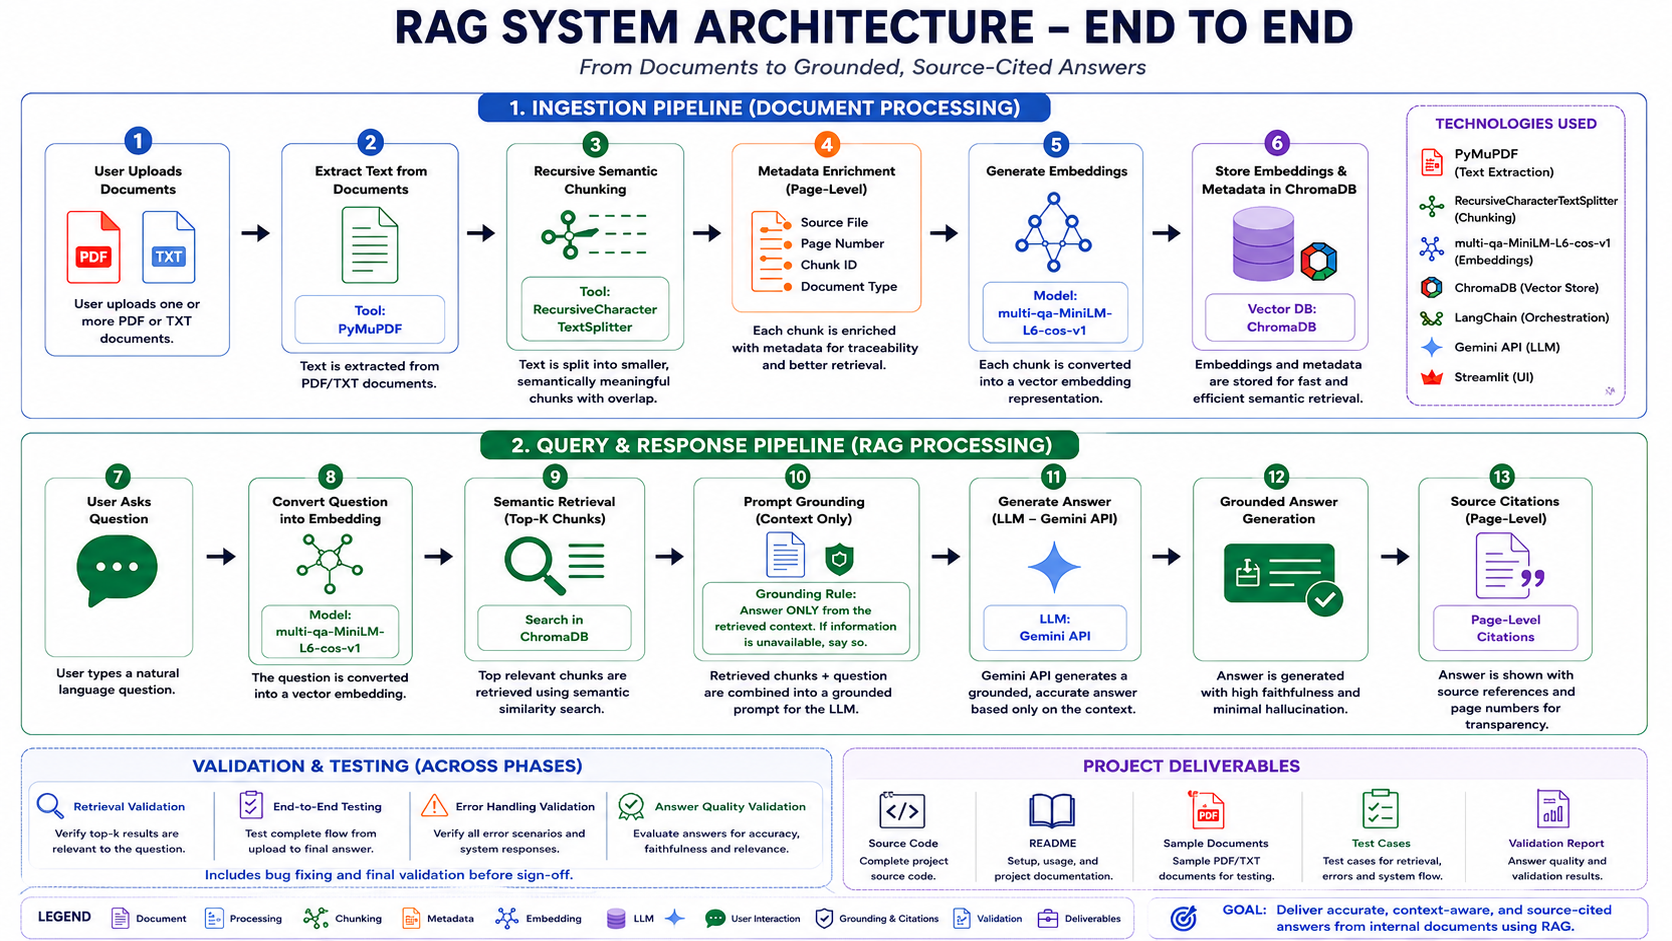 RAG SYSTEM ARCHITECTURE – END TO END
From Documents to Grounded, Source-Cited Answers
1. INGESTION PIPELINE (DOCUMENT PROCESSING)
1
User Uploads
Documents
PDF
TXT
User uploads one or
more PDF or TXT
documents.
2
Extract Text from
Documents
Tool:
PyMuPDF
Text is extracted from
PDF/TXT documents.
3
Recursive Semantic
Chunking
Tool:
RecursiveCharacter
TextSplitter
Text is split into smaller,
semantically meaningful
chunks with overlap.
4
Metadata Enrichment
(Page-Level)
Source File
Page Number
Chunk ID
Document Type
Each chunk is enriched
with metadata for traceability
and better retrieval.
5
Generate Embeddings
Model:
multi-qa-MiniLM-
L6-cos-v1
Each chunk is converted
into a vector embedding
representation.
6
Store Embeddings &
Metadata in ChromaDB
Vector DB:
ChromaDB
Embeddings and metadata
are stored for fast and
efficient semantic retrieval.
TECHNOLOGIES USED
PyMuPDF
(Text Extraction)
RecursiveCharacterTextSplitter
(Chunking)
multi-qa-MiniLM-L6-cos-v1
(Embeddings)
ChromaDB (Vector Store)
LangChain (Orchestration)
Gemini API (LLM)
Streamlit (UI)
2. QUERY & RESPONSE PIPELINE (RAG PROCESSING)
7
User Asks
Question
User types a natural
language question.
8
Convert Question
into Embedding
Model:
multi-qa-MiniLM-
L6-cos-v1
The question is converted
into a vector embedding.
9
Semantic Retrieval
(Top-K Chunks)
Search in
ChromaDB
Top relevant chunks are
retrieved using semantic
similarity search.
10
Prompt Grounding
(Context Only)
Grounding Rule:
Answer ONLY from the
retrieved context. If information
is unavailable, say so.
Retrieved chunks + question
are combined into a grounded
prompt for the LLM.
11
Generate Answer
(LLM – Gemini API)
LLM:
Gemini API
Gemini API generates a
grounded, accurate answer
based only on the context.
12
Grounded Answer
Generation
Answer is generated
with high faithfulness and
minimal hallucination.
13
Source Citations
(Page-Level)
Page-Level
Citations
Answer is shown with
source references and
page numbers for
transparency.
VALIDATION & TESTING (ACROSS PHASES)
Retrieval Validation
Verify top-k results are
relevant to the question.
End-to-End Testing
Test complete flow from
upload to final answer.
Error Handling Validation
Verify all error scenarios and
system responses.
Answer Quality Validation
Evaluate answers for accuracy,
faithfulness and relevance.
Includes bug fixing and final validation before sign-off.
PROJECT DELIVERABLES
Source Code
Complete project
source code.
README
Setup, usage, and
project documentation.
PDF
Sample Documents
Sample PDF/TXT
documents for testing.
Test Cases
Test cases for retrieval,
errors and system flow.
Validation Report
Answer quality and
validation results.
LEGEND
Document
Processing
Chunking
Metadata
Embedding
LLM
User Interaction
Grounding & Citations
Validation
Deliverables
GOAL: Deliver accurate, context-aware, and source-cited
answers from internal documents using RAG.